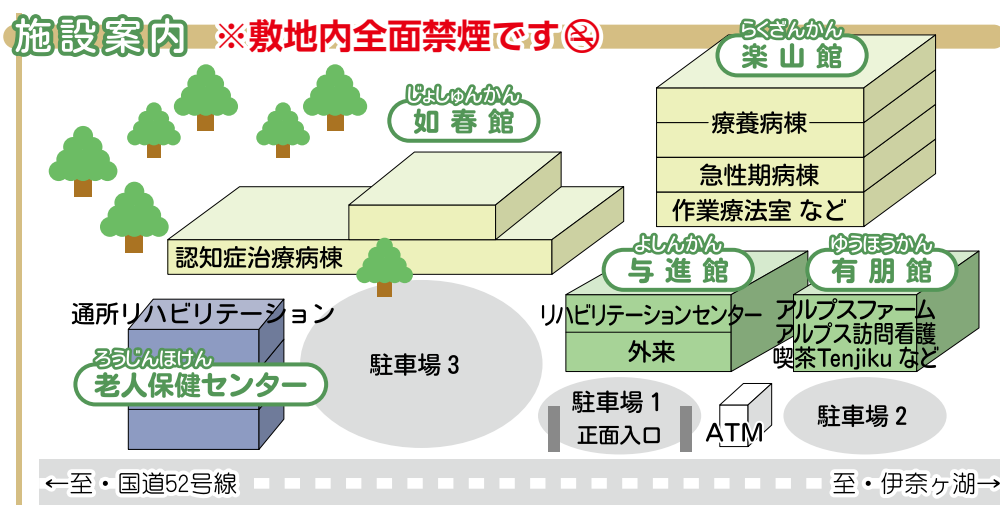 施設案内
※敷地内全面禁煙です
らくざんかん
楽山館
療養病棟
急性期病棟
作業療法室 など
じょしゅんかん
如春館
認知症治療病棟
よしんかん
与進館
リハビリテーションセンター
外来
ゆうほうかん
有朋館
アルプスファーム
アルプス訪問看護
喫茶Tenjiku など
通所リハビリテーション
ろうじんほけん
老人保健センター
駐車場 3
駐車場 1
正面入口
ATM
駐車場 2
←至・国道52号線
至・伊奈ヶ湖→